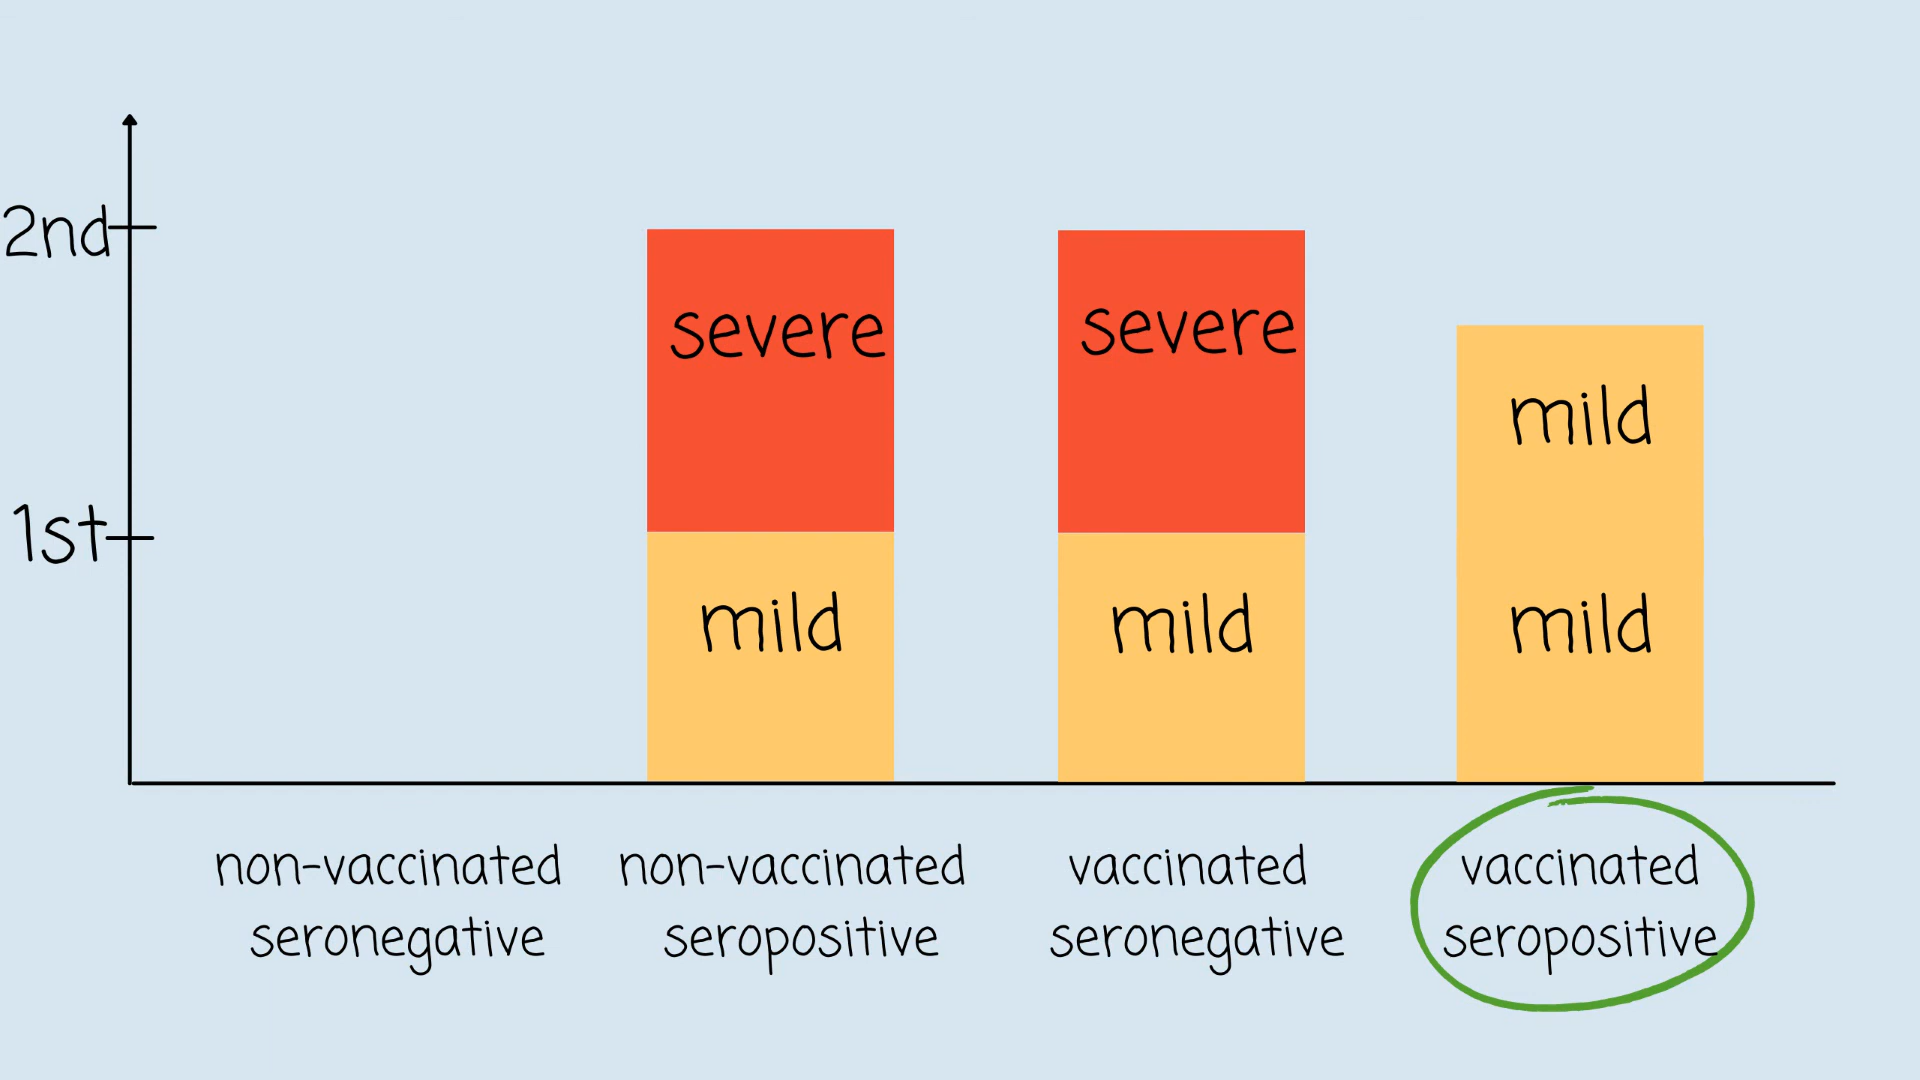 2nd
severe
severe
mild
1st
mild
mild
mild
non-vaccinated
seronegative
non-vaccinated
seropositive
vaccinated
seronegative
vaccinated
seropositive